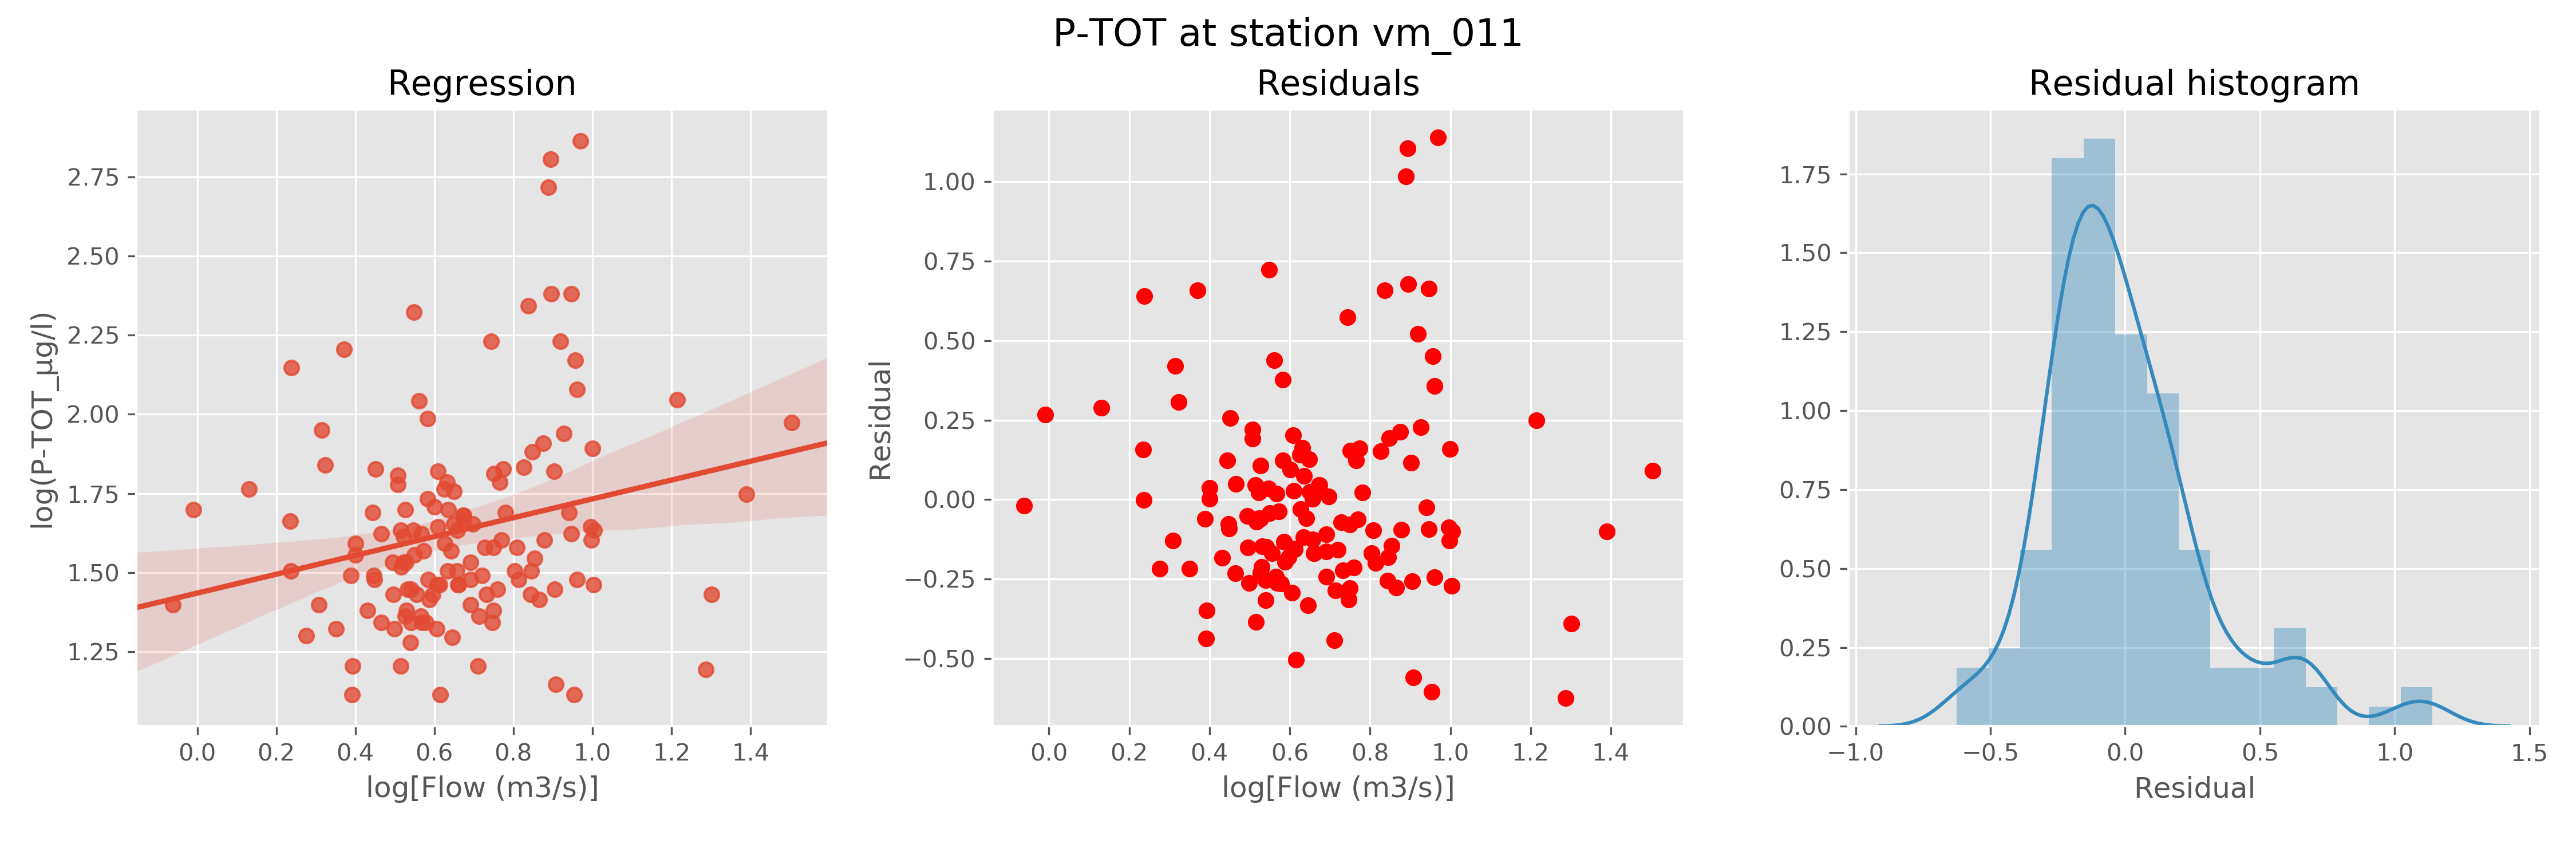 P-TOT at station vm_011
Regression
2.75
2.50
2.25
2.00
1.75
1.50
1.25
log(P-TOT_µg/l)
0.0 0.2 0.4 0.6 0.8 1.0 1.2 1.4
log[Flow (m3/s)]
Residuals
1.00
0.75
0.50
0.25
0.00
−0.25
−0.50
Residual
0.0 0.2 0.4 0.6 0.8 1.0 1.2 1.4
log[Flow (m3/s)]
Residual histogram
1.75
1.50
1.25
1.00
0.75
0.50
0.25
0.00
−1.0 −0.5 0.0 0.5 1.0 1.5
Residual